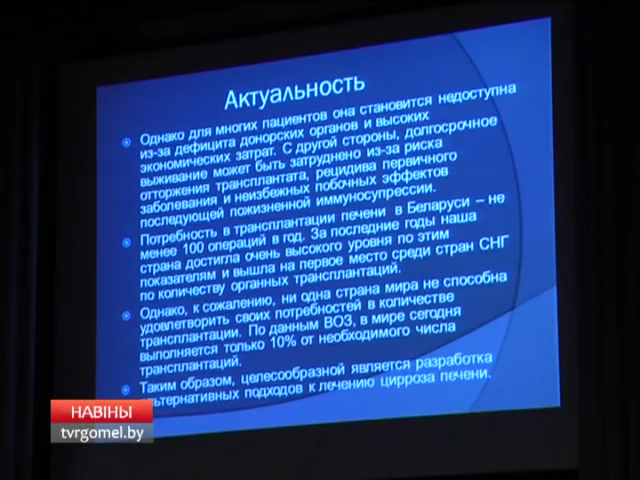 Актуальность
Однако для многих пациентов она становится недоступна
из-за дефицита донорских органов и высоких
экономических затрат. С другой стороны, долгосрочное
выживание может быть затруднено из-за риска
отторжения трансплантата, рецидива первичного
заболевания и неизбежных побочных эффектов
последующей пожизненной иммуносупрессии.
Потребность в трансплантации печени в Беларуси – не
менее 100 операций в год. За последние годы наша
страна достигла очень высокого уровня по этим
показателям и вышла на первое место среди стран СНГ
по количеству органных трансплантаций.
Однако, к сожалению, ни одна страна мира не способна
удовлетворить своих потребностей в количестве
трансплантации. По данным ВОЗ, в мире сегодня
выполняется только 10% от необходимого числа
трансплантаций.
Таким образом, целесообразной является разработка
альтернативных подходов к лечению цирроза печени.
НАВІНЫ
tvrgomel.by